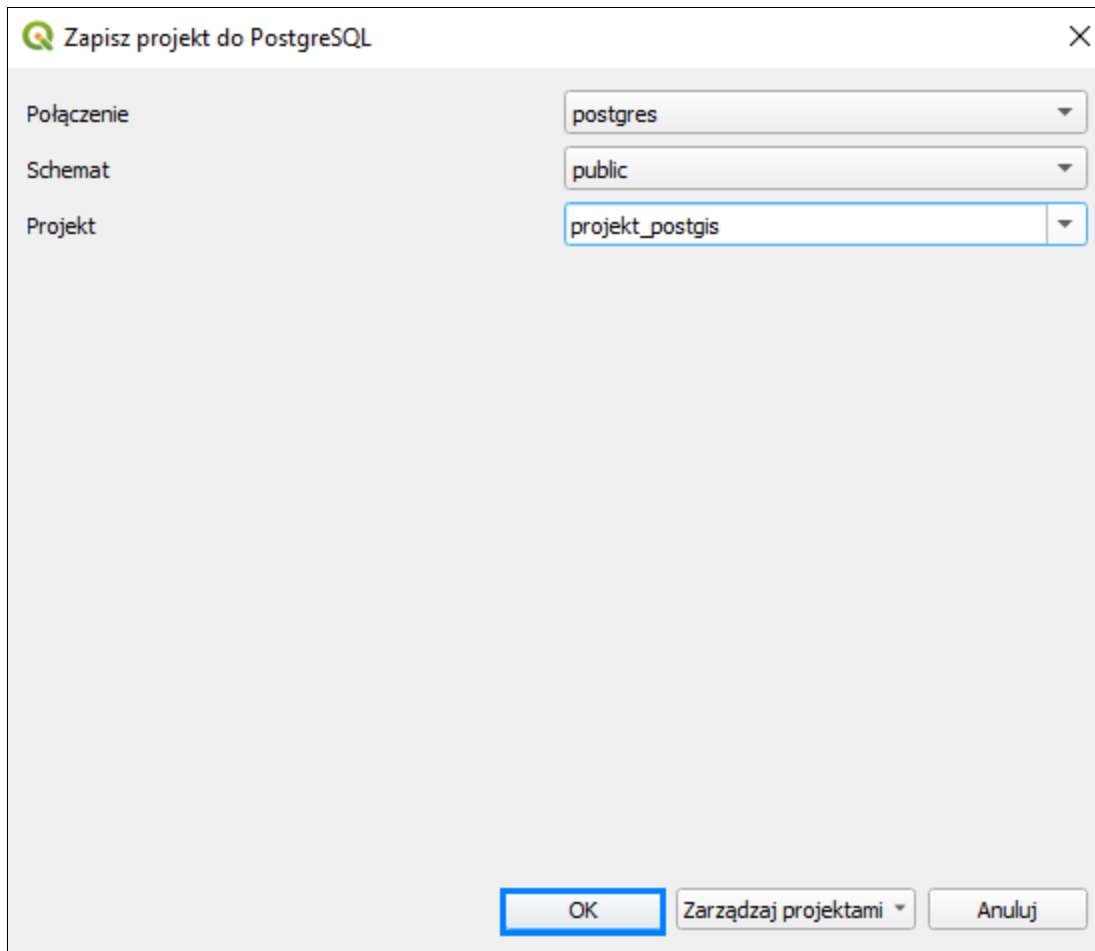 Zapisz projekt do PostgreSQL
Połączenie postgres
Schemat public
Projekt projekt_postgis
OK Zarządzaj projektami Anuluj